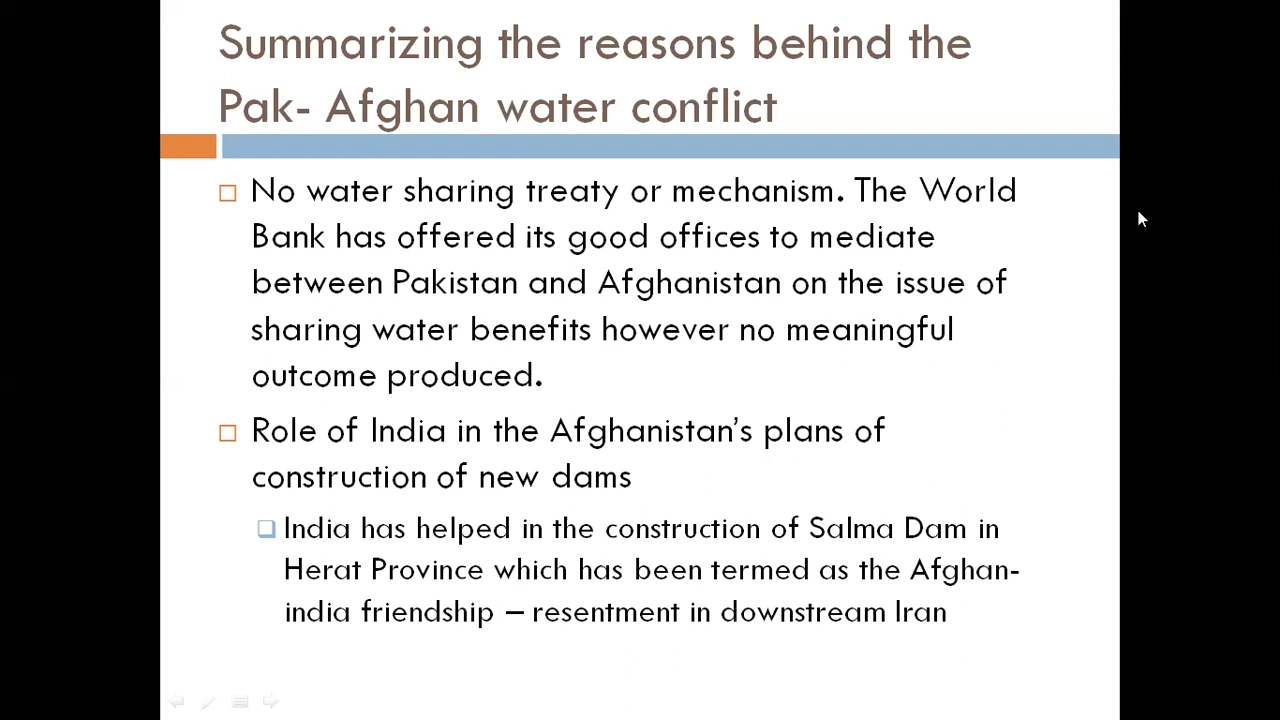 Summarizing the reasons behind the
Pak- Afghan water conflict
No water sharing treaty or mechanism. The World
Bank has offered its good offices to mediate
between Pakistan and Afghanistan on the issue of
sharing water benefits however no meaningful
outcome produced.
Role of India in the Afghanistan’s plans of
construction of new dams
India has helped in the construction of Salma Dam in
Herat Province which has been termed as the Afghan-
india friendship – resentment in downstream Iran